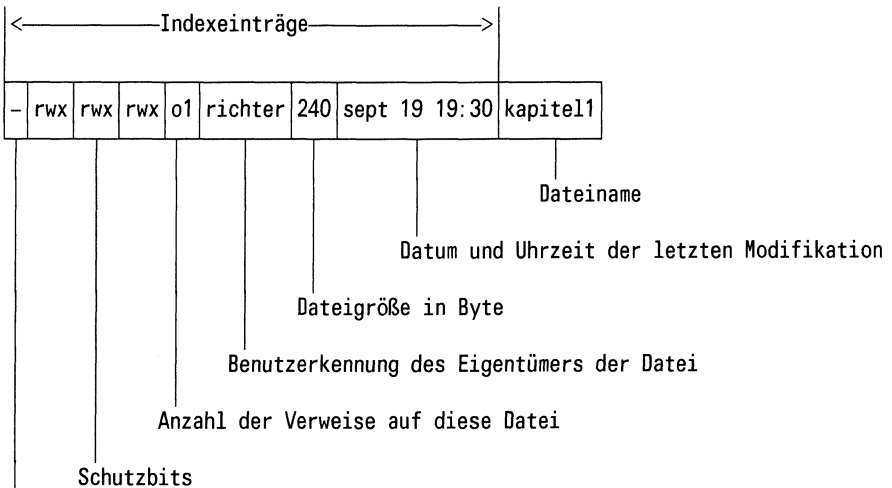 Indexeinträge
- rwx rwx rwx o1 richter 240 sept 19 19:30 kapitel1
Dateiname
Datum und Uhrzeit der letzten Modifikation
Dateigröße in Byte
Benutzerkennung des Eigentümers der Datei
Anzahl der Verweise auf diese Datei
Schutzbits